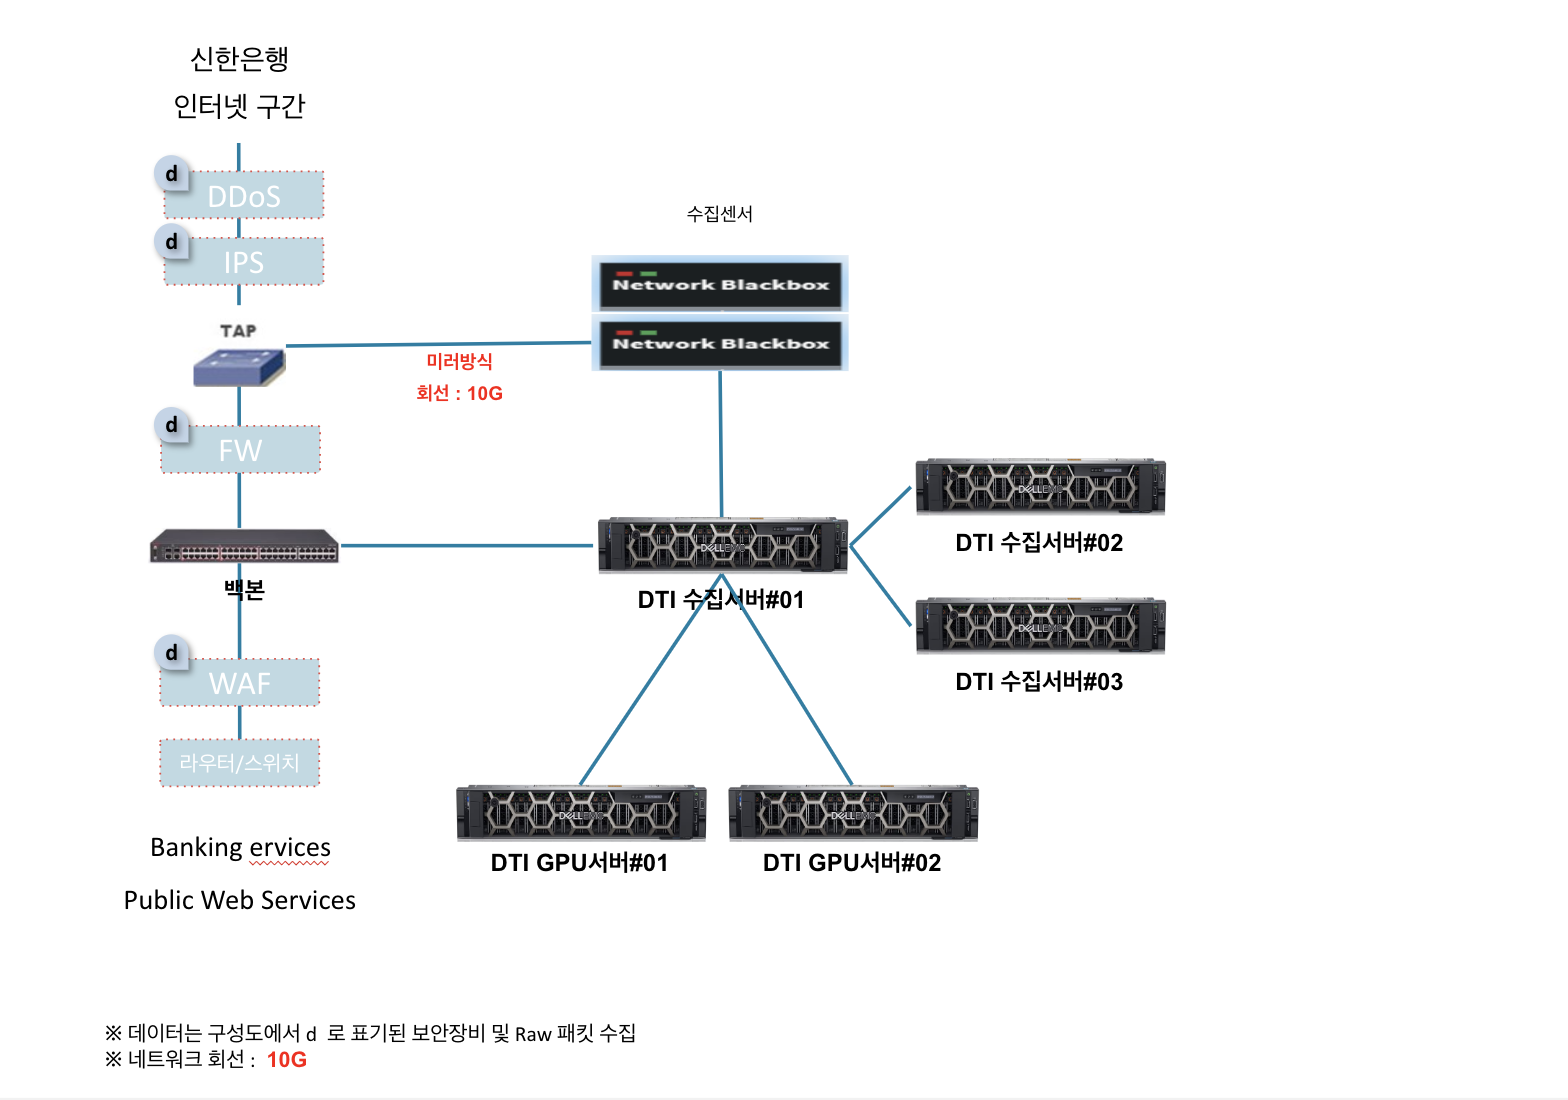 신한은행
인터넷 구간
d
DDoS
d
IPS
TAP
수집센서
Network Blackbox
Network Blackbox
미러방식
회선 : 10G
d
FW
백본
DELLEMC
DTI 수집서버#01
DELLEMC
DTI 수집서버#02
DELLEMC
DTI 수집서버#03
d
WAF
라우터/스위치
DELLEMC
DTI GPU서버#01
DELLEMC
DTI GPU서버#02
Banking ervices
Public Web Services
※ 데이터는 구성도에서 d 로 표기된 보안장비 및 Raw 패킷 수집
※ 네트워크 회선 : 10G